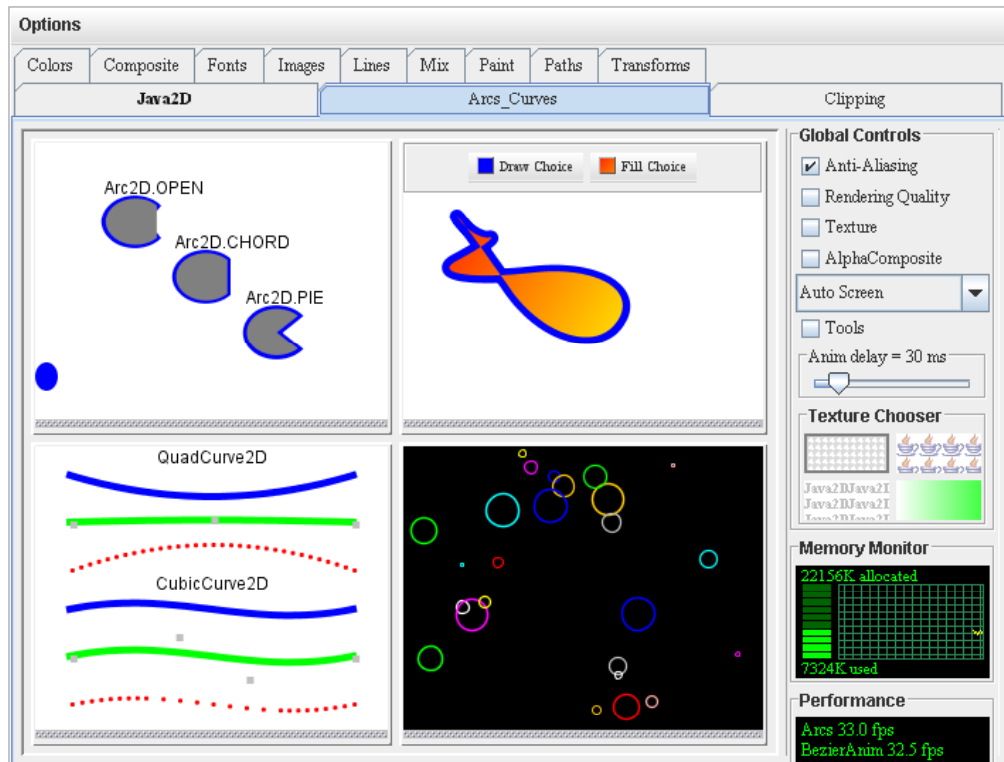 Options
Colors Composite Fonts Images Lines Mix Paint Paths Transforms
Java2D Arcs_Curves Clipping
Arc2D.OPEN
Arc2D.CHORD
Arc2D.PIE
Draw Choice Fill Choice
QuadCurve2D
CubicCurve2D
Global Controls
Anti-Aliasing
Rendering Quality
Texture
AlphaComposite
Auto Screen
Tools
Anim delay = 30 ms
Texture Chooser
Java2DJava2I
Java2DJava2I
Java2DJava2I
Memory Monitor
22156K allocated
7324K used
Performance
Arcs 33.0 fps
BezierAnim 32.5 fps